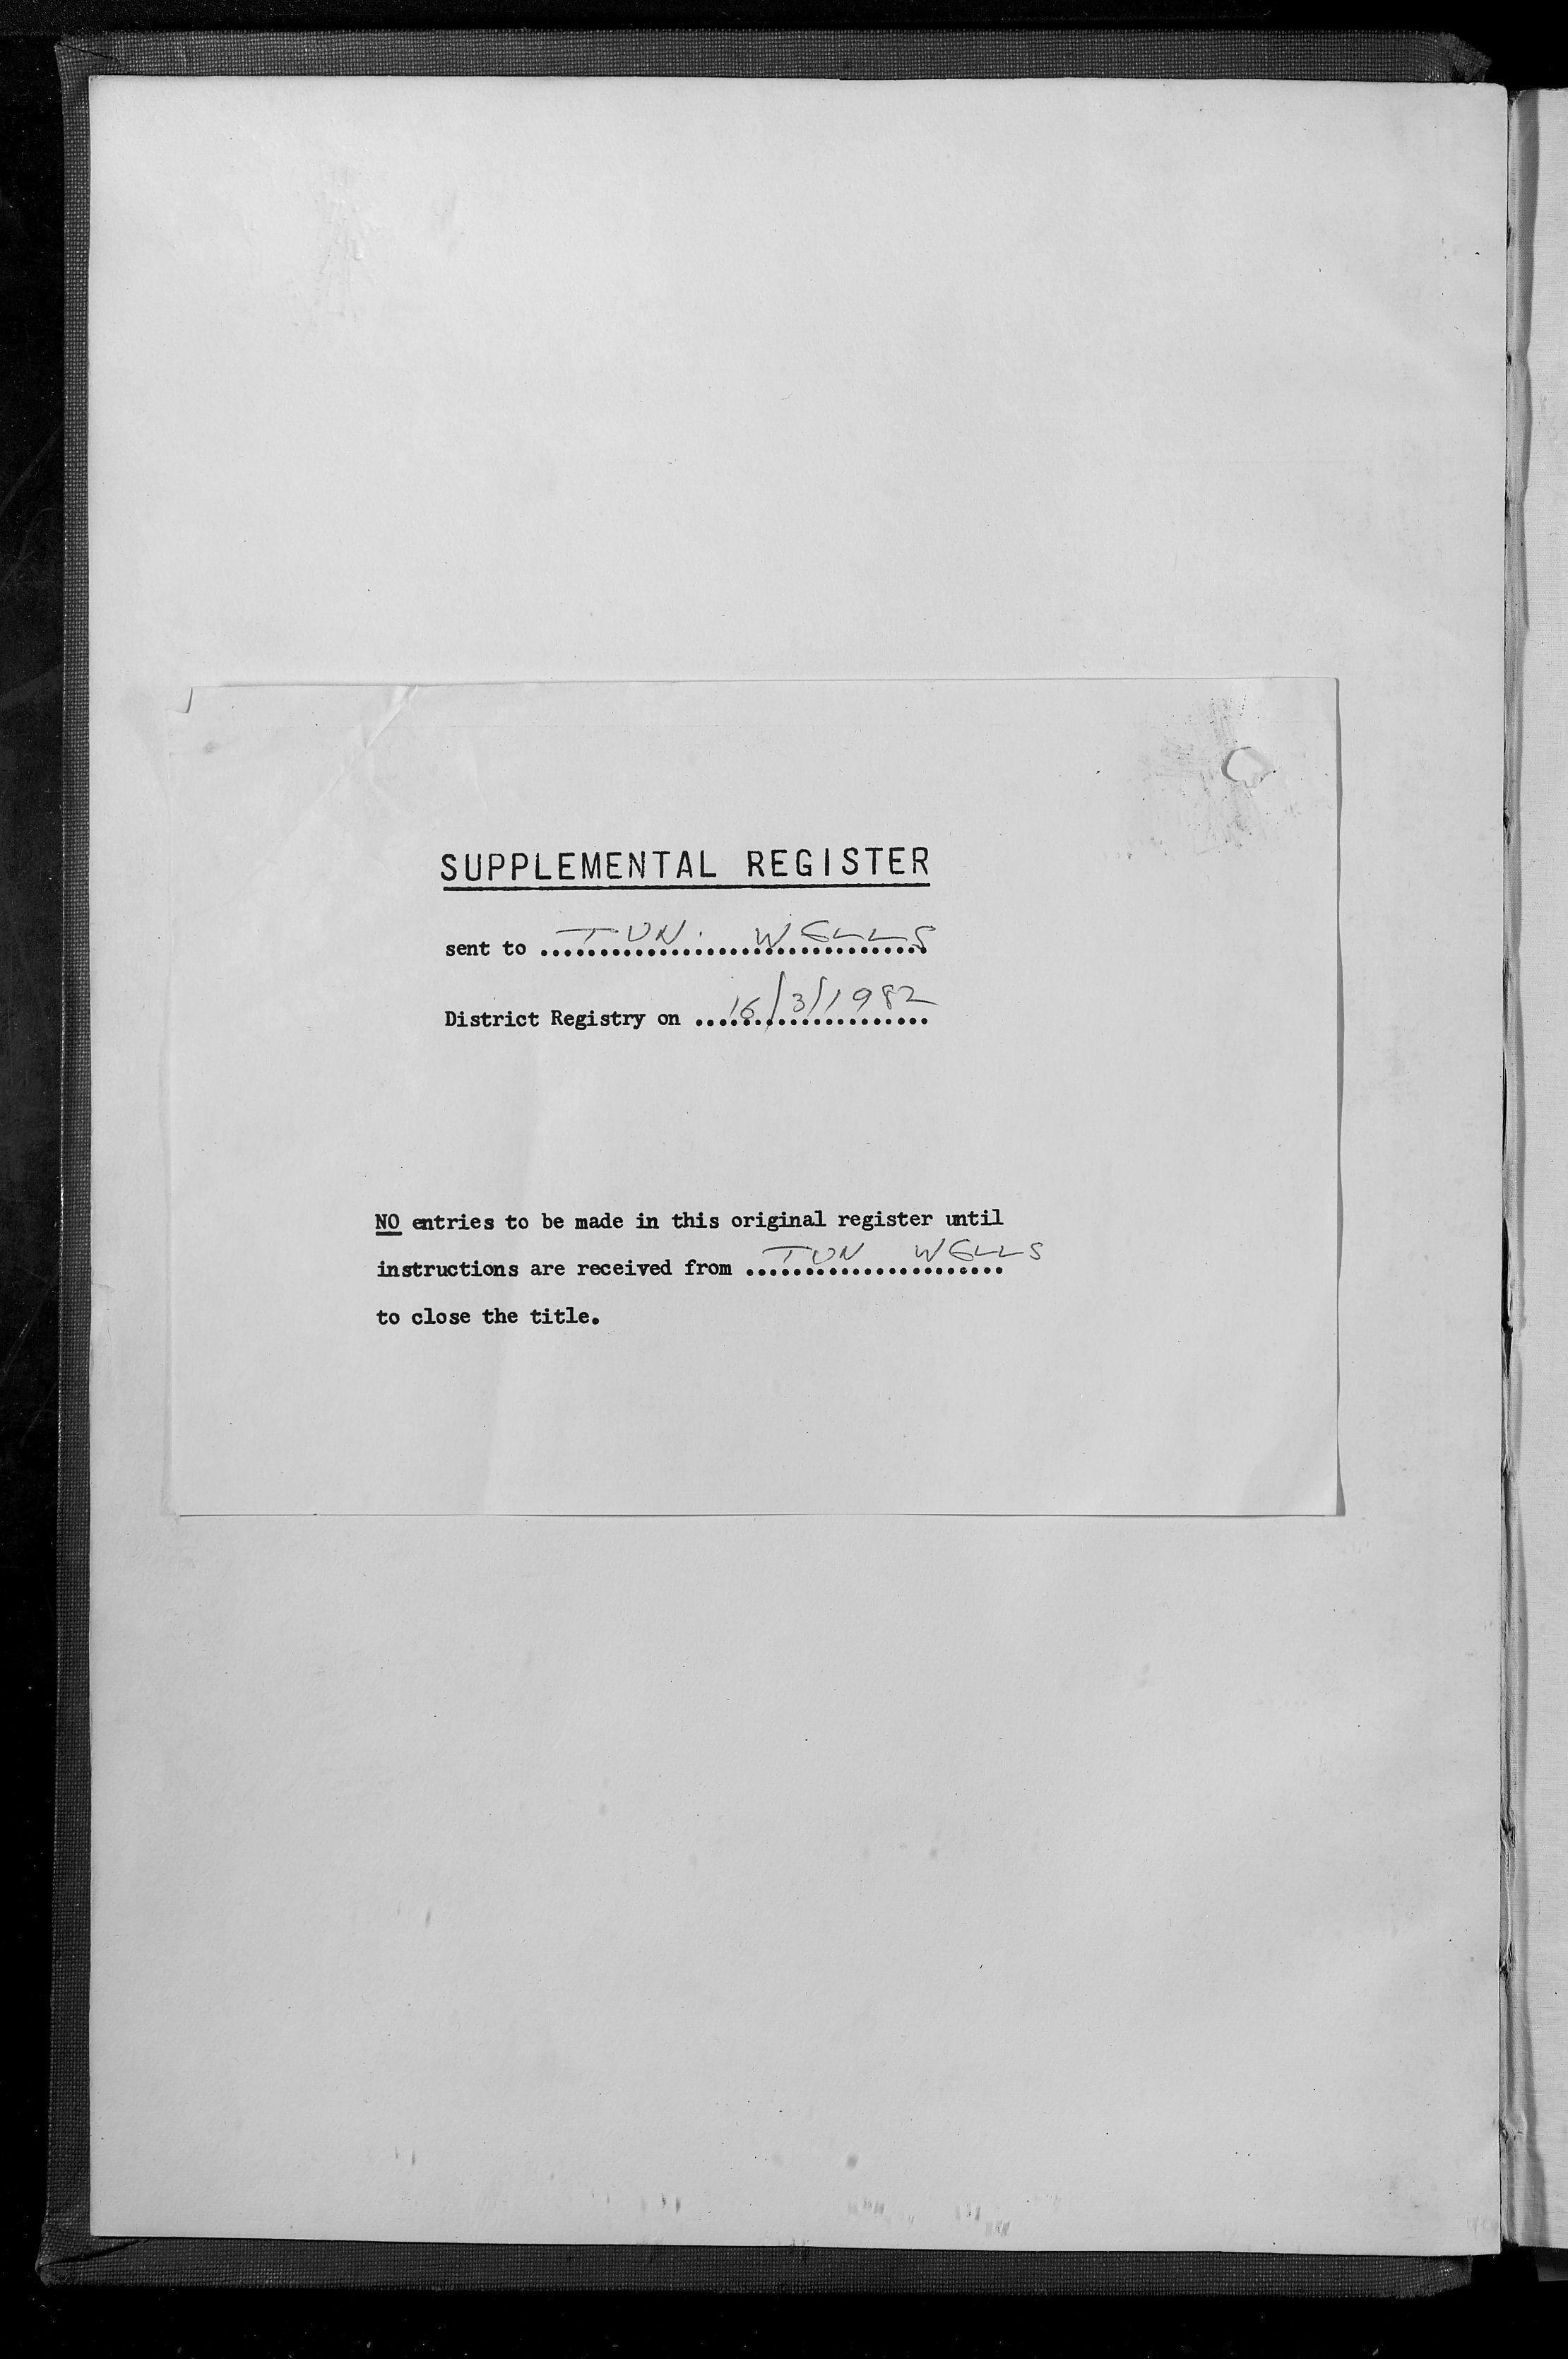 SUPPLEMENTAL REGISTER
sent to TUN. WELLS
District Registry on 16/3/1982
NO entries to be made in this original register until
instructions are received from TUN WELLS
to close the title.